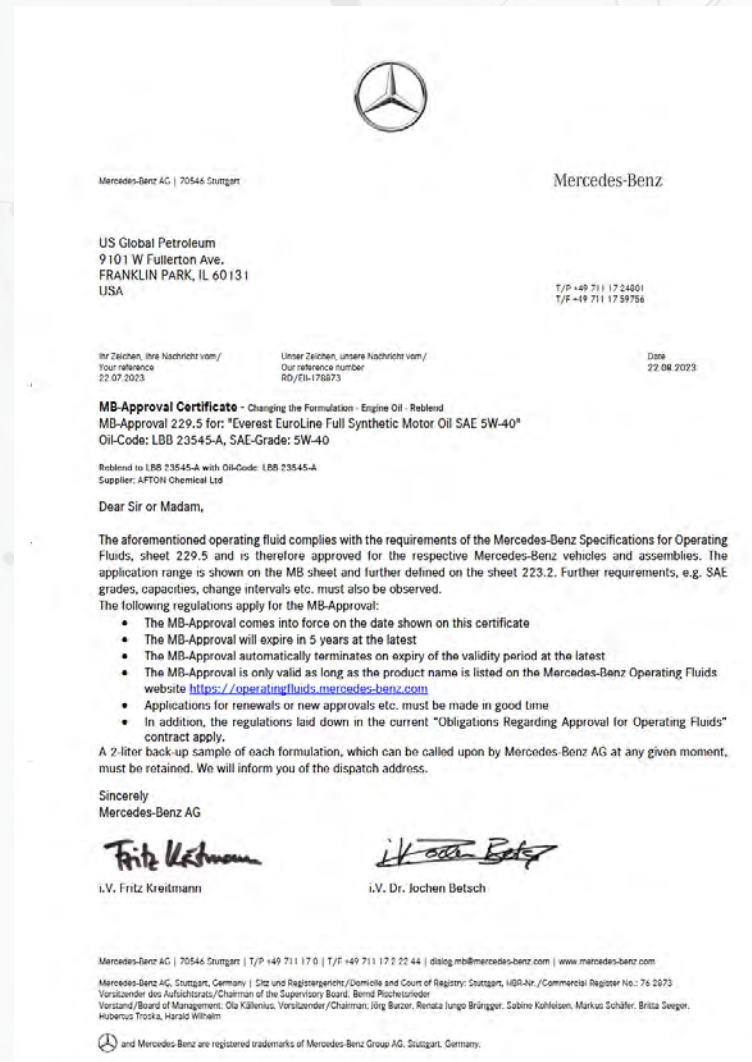 Mercedes-Benz AG | 70546 Stuttgart
Mercedes-Benz
US Global Petroleum
9101 W Fullerton Ave.
FRANKLIN PARK, IL 60131
USA
T/P +49 711 17 24801
T/F +49 711 17 59756
Ihr Zeichen, Ihre Nachricht vom/
Your reference
22.07.2023
Unser Zeichen, unsere Nachricht vom/
Our reference number
RD/EII-178873
Date
22.08.2023
MB-Approval Certificate - Changing the Formulation - Engine Oil - Reblend
MB-Approval 229.5 for: "Everest EuroLine Full Synthetic Motor Oil SAE 5W-40"
Oil-Code: LBB 23545-A, SAE-Grade: 5W-40
Reblend to LBB 23545-A with Oil-Code: LBB 23545-A
Supplier: AFTON Chemical Ltd
Dear Sir or Madam,
The aforementioned operating fluid complies with the requirements of the Mercedes-Benz Specifications for Operating
Fluids, sheet 229.5 and is therefore approved for the respective Mercedes-Benz vehicles and assemblies. The
application range is shown on the MB sheet and further defined on the sheet 223.2. Further requirements, e.g. SAE
grades, capacities, change intervals etc. must also be observed.
The following regulations apply for the MB-Approval:
• The MB-Approval comes into force on the date shown on this certificate
• The MB-Approval will expire in 5 years at the latest
• The MB-Approval automatically terminates on expiry of the validity period at the latest
• The MB-Approval is only valid as long as the product name is listed on the Mercedes-Benz Operating Fluids
website https://operatingfluids.mercedes-benz.com
• Applications for renewals or new approvals etc. must be made in good time
• In addition, the regulations laid down in the current "Obligations Regarding Approval for Operating Fluids"
contract apply.
A 2-liter back-up sample of each formulation, which can be called upon by Mercedes-Benz AG at any given moment,
must be retained. We will inform you of the dispatch address.
Sincerely
Mercedes-Benz AG
i.V. Fritz Kreitmann
i.V. Dr. Jochen Betsch
Mercedes-Benz AG | 70546 Stuttgart | T/P +49 711 17 0 | T/F +49 711 17 2 22 44 | dialog.mb@mercedes-benz.com | www.mercedes-benz.com
Mercedes-Benz AG, Stuttgart, Germany | Sitz und Registergericht/Domicile and Court of Registry: Stuttgart, HRB-Nr./Commercial Register No.: 76 2873
Vorsitzender des Aufsichtsrats/Chairman of the Supervisory Board: Bernd Pischetsrieder
Vorstand/Board of Management: Ola Källenius, Vorsitzender/Chairman; Jörg Burzer, Renata Jungo Brüngger, Sabine Kohleisen, Markus Schäfer, Britta Seeger,
Hubertus Troska, Harald Wilhelm
and Mercedes-Benz are registered trademarks of Mercedes-Benz Group AG, Stuttgart, Germany.